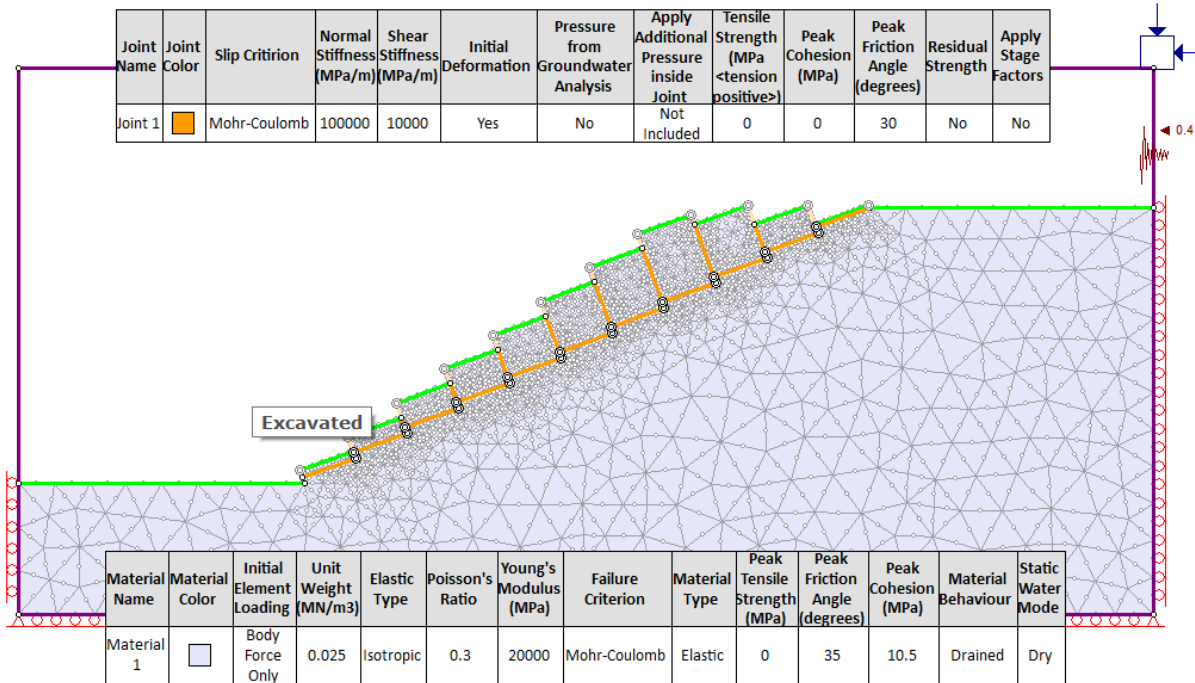 Joint Name Joint Color Slip Critirion Normal Stiffness (MPa/m) Shear Stiffness (MPa/m) Initial Deformation Pressure from Groundwater Analysis Apply Additional Pressure inside Joint Tensile Strength (MPa <tension positive>) Peak Cohesion (MPa) Peak Friction Angle (degrees) Residual Strength Apply Stage Factors
Joint 1 Mohr-Coulomb 100000 10000 Yes No Not Included 0 0 30 No No
0.4
Excavated
Material Name Material Color Initial Element Loading Unit Weight (MN/m3) Elastic Type Poisson's Ratio Young's Modulus (MPa) Failure Criterion Material Type Peak Tensile Strength (MPa) Peak Friction Angle (degrees) Peak Cohesion (MPa) Material Behaviour Static Water Mode
Material 1 Body Force Only 0.025 Isotropic 0.3 20000 Mohr-Coulomb Elastic 0 35 10.5 Drained Dry